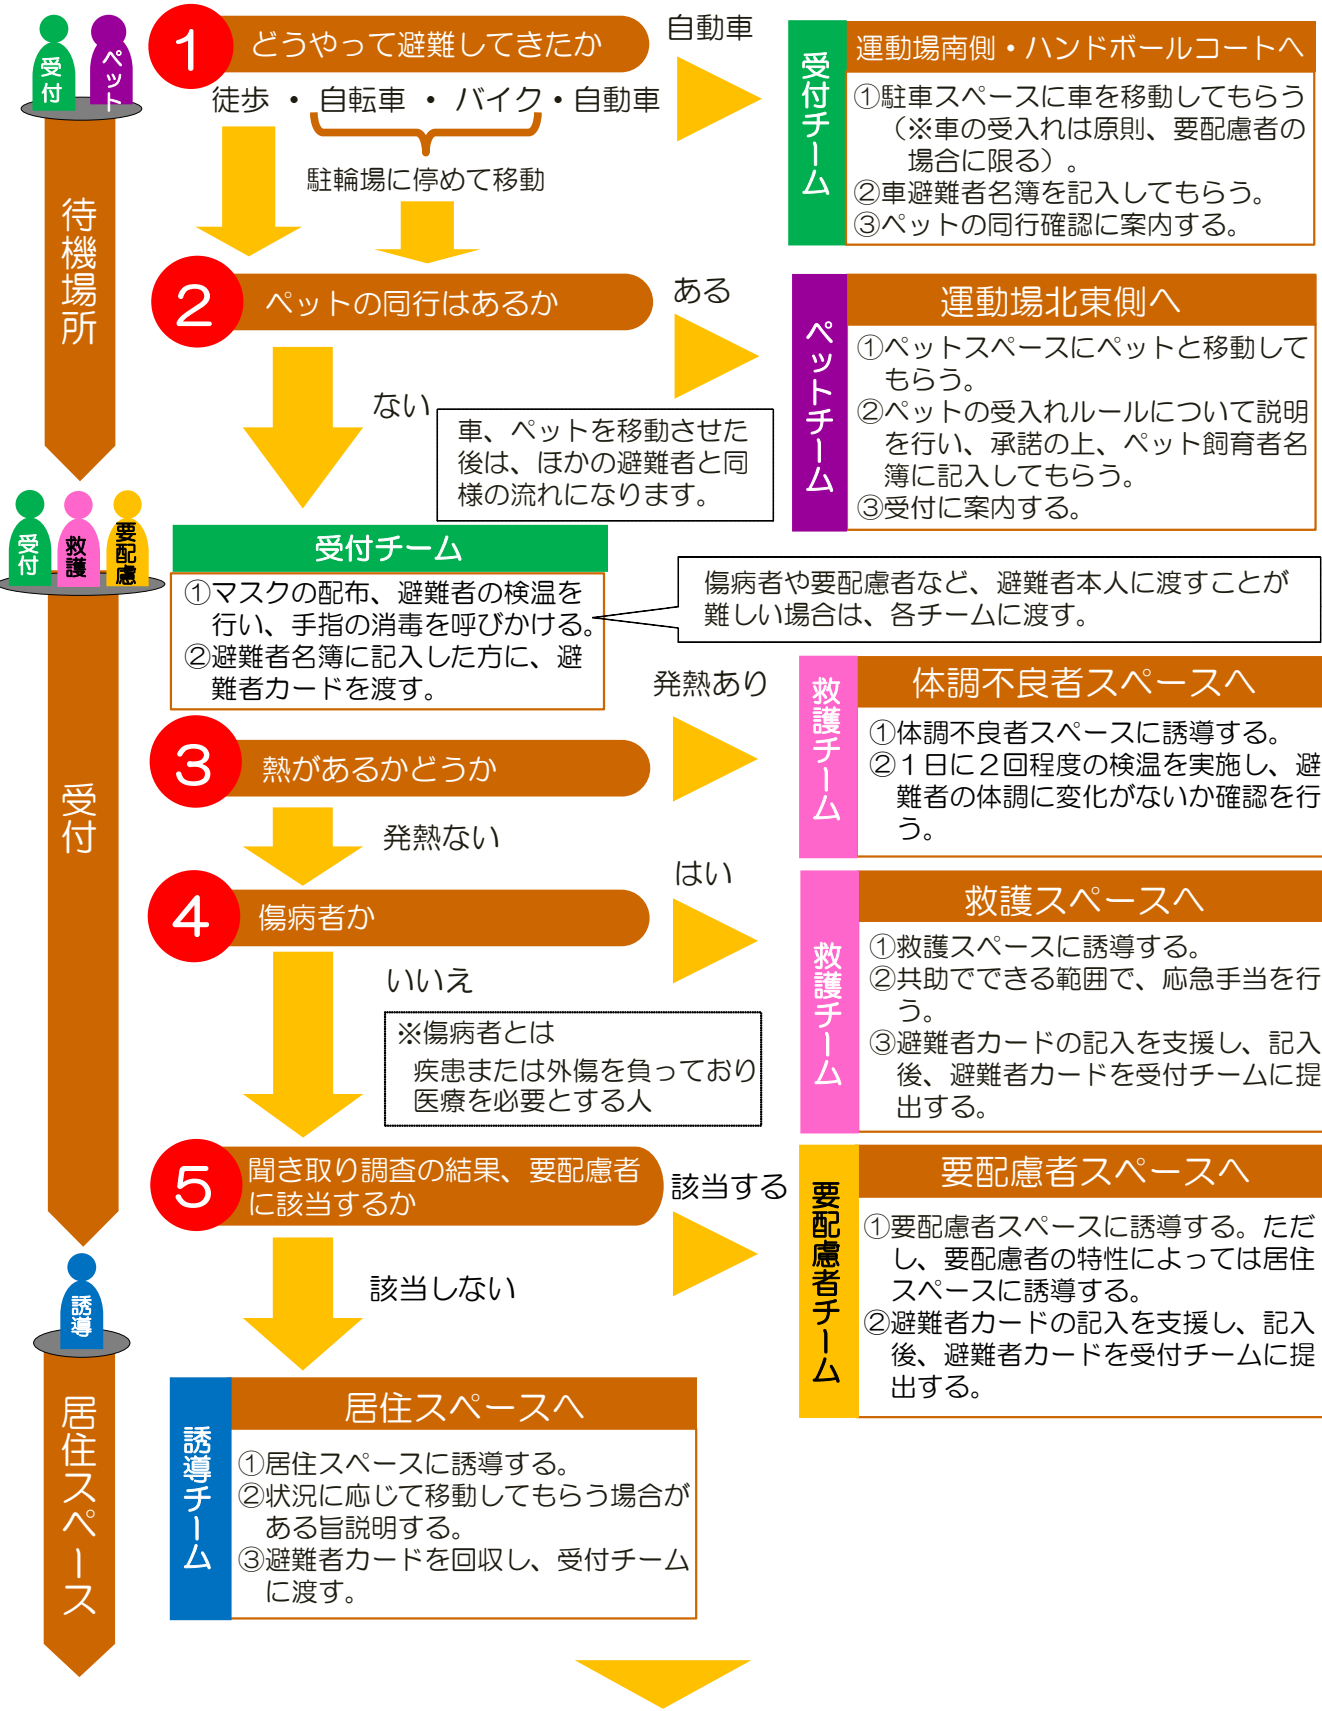 受付
ペット
待機場所
1
どうやって避難してきたか
自動車
徒歩 ・ 自転車 ・ バイク・自動車
駐輪場に停めて移動
受付チーム
運動場南側・ハンドボールコートへ
①駐車スペースに車を移動してもらう
（※車の受入れは原則、要配慮者の
場合に限る）。
②車避難者名簿を記入してもらう。
③ペットの同行確認に案内する。
2
ペットの同行はあるか
ある
ない
ペットチーム
運動場北東側へ
①ペットスペースにペットと移動して
もらう。
②ペットの受入れルールについて説明
を行い、承諾の上、ペット飼育者名
簿に記入してもらう。
③受付に案内する。
車、ペットを移動させた
後は、ほかの避難者と同
様の流れになります。
受付
救護
要配慮
受付
受付チーム
①マスクの配布、避難者の検温を
行い、手指の消毒を呼びかける。
②避難者名簿に記入した方に、避
難者カードを渡す。
傷病者や要配慮者など、避難者本人に渡すことが
難しい場合は、各チームに渡す。
3
熱があるかどうか
発熱あり
発熱ない
救護チーム
体調不良者スペースへ
①体調不良者スペースに誘導する。
②１日に２回程度の検温を実施し、避
難者の体調に変化がないか確認を行
う。
4
傷病者か
はい
いいえ
※傷病者とは
疾患または外傷を負っており
医療を必要とする人
救護チーム
救護スペースへ
①救護スペースに誘導する。
②共助でできる範囲で、応急手当を行
う。
③避難者カードの記入を支援し、記入
後、避難者カードを受付チームに提
出する。
5
聞き取り調査の結果、要配慮者
に該当するか
該当する
該当しない
要配慮者チーム
要配慮者スペースへ
①要配慮者スペースに誘導する。ただ
し、要配慮者の特性によっては居住
スペースに誘導する。
②避難者カードの記入を支援し、記入
後、避難者カードを受付チームに提
出する。
誘導
居住スペース
誘導チーム
居住スペースへ
①居住スペースに誘導する。
②状況に応じて移動してもらう場合が
ある旨説明する。
③避難者カードを回収し、受付チーム
に渡す。